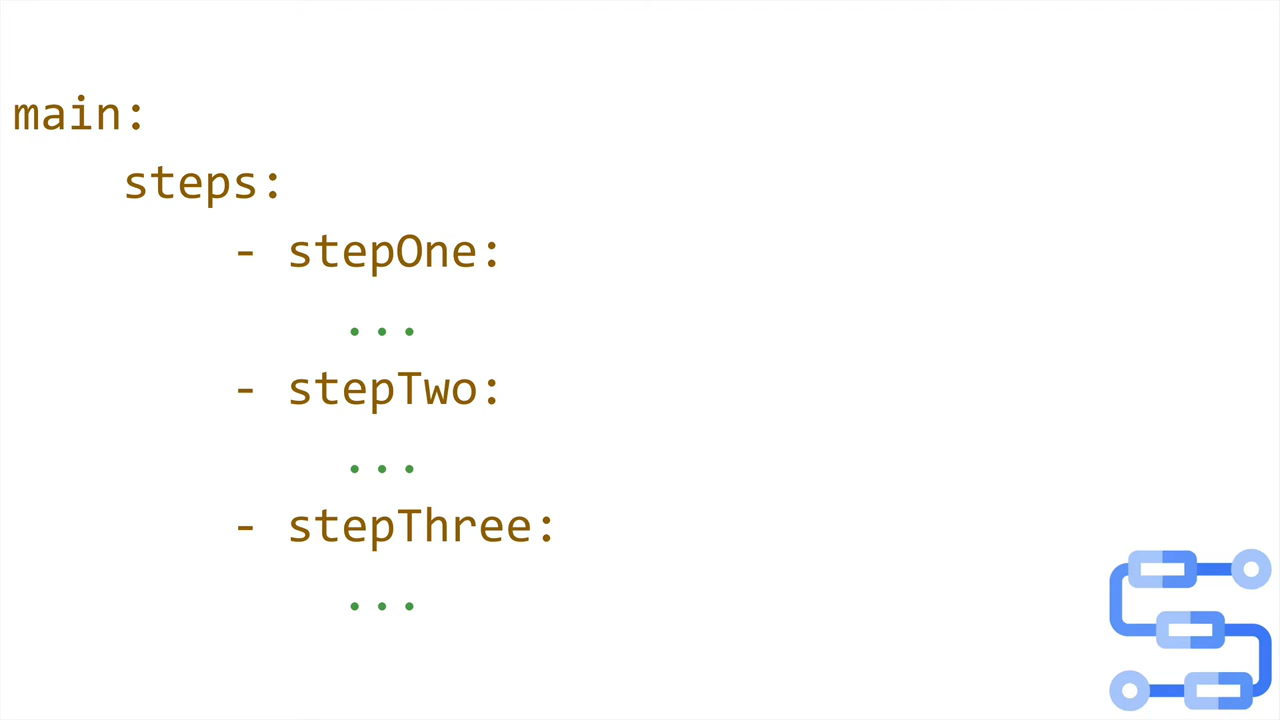 main:
steps:
- stepOne:
...
- stepTwo:
...
- stepThree:
...